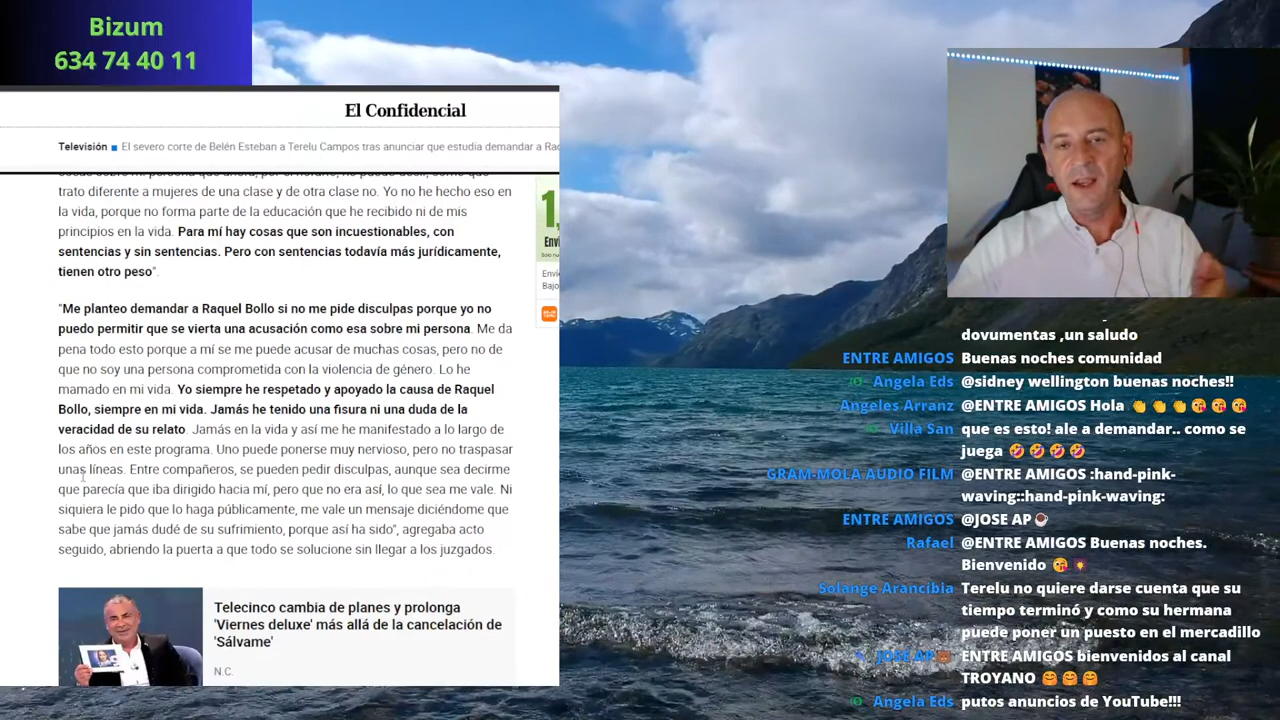 Bizum
634 74 40 11
El Confidencial
Televisión ■ El severo corte de Belén Esteban a Terelu Campos tras anunciar que estudia demandar a
trato diferente a mujeres de una clase y de otra clase no. Yo no he hecho eso en
la vida, porque no forma parte de la educación que he recibido ni de mis
principios en la vida. Para mí hay cosas que son incuestionables, con
sentencias y sin sentencias. Pero con sentencias todavía más jurídicamente,
tienen otro peso".
"Me planteo demandar a Raquel Bollo si no me pide disculpas porque yo no
puedo permitir que se vierta una acusación como esa sobre mi persona. Me da
pena todo esto porque a mí se me puede acusar de muchas cosas, pero no de
que no soy una persona comprometida con la violencia de género. Lo he
mamado en mi vida. Yo siempre he respetado y apoyado la causa de Raquel
Bollo, siempre en mi vida. Jamás he tenido una fisura ni una duda de la
veracidad de su relato. Jamás en la vida y así me he manifestado a lo largo de
los años en este programa. Uno puede ponerse muy nervioso, pero no traspasar
unas líneas. Entre compañeros, se pueden pedir disculpas, aunque sea decirme
que parecía que iba dirigido hacia mí, pero que no era así, lo que sea me vale. Ni
siquiera le pido que lo haga públicamente, me vale un mensaje diciéndome que
sabe que jamás dudé de su sufrimiento, porque así ha sido", agregaba acto
seguido, abriendo la puerta a que todo se solucione sin llegar a los juzgados.
Telecinco cambia de planes y prolonga
'Viernes deluxe' más allá de la cancelación de
'Sálvame'
N.C.
dovumentas ,un saludo
ENTRE AMIGOS Buenas noches comunidad
Angela Eds @sidney wellington buenas noches!!
Angeles Arranz @ENTRE AMIGOS Hola 👏 👏 👏 😘 😘 😘
Villa San que es esto! ale a demandar.. como se
juega 🤣 🤣 🤣 🤣
GRAM-MOLA AUDIO FILM @ENTRE AMIGOS :hand-pink-
waving::hand-pink-waving:
ENTRE AMIGOS @JOSE AP☕
Rafael @ENTRE AMIGOS Buenas noches.
Bienvenido 😘
Solange Arancibia Terelu no quiere darse cuenta que su
tiempo terminó y como su hermana
puede poner un puesto en el mercadillo
JOSE AP🐻 ENTRE AMIGOS bienvenidos al canal
TROYANO 🤗 🤗 🤗
Angela Eds putos anuncios de YouTube!!!